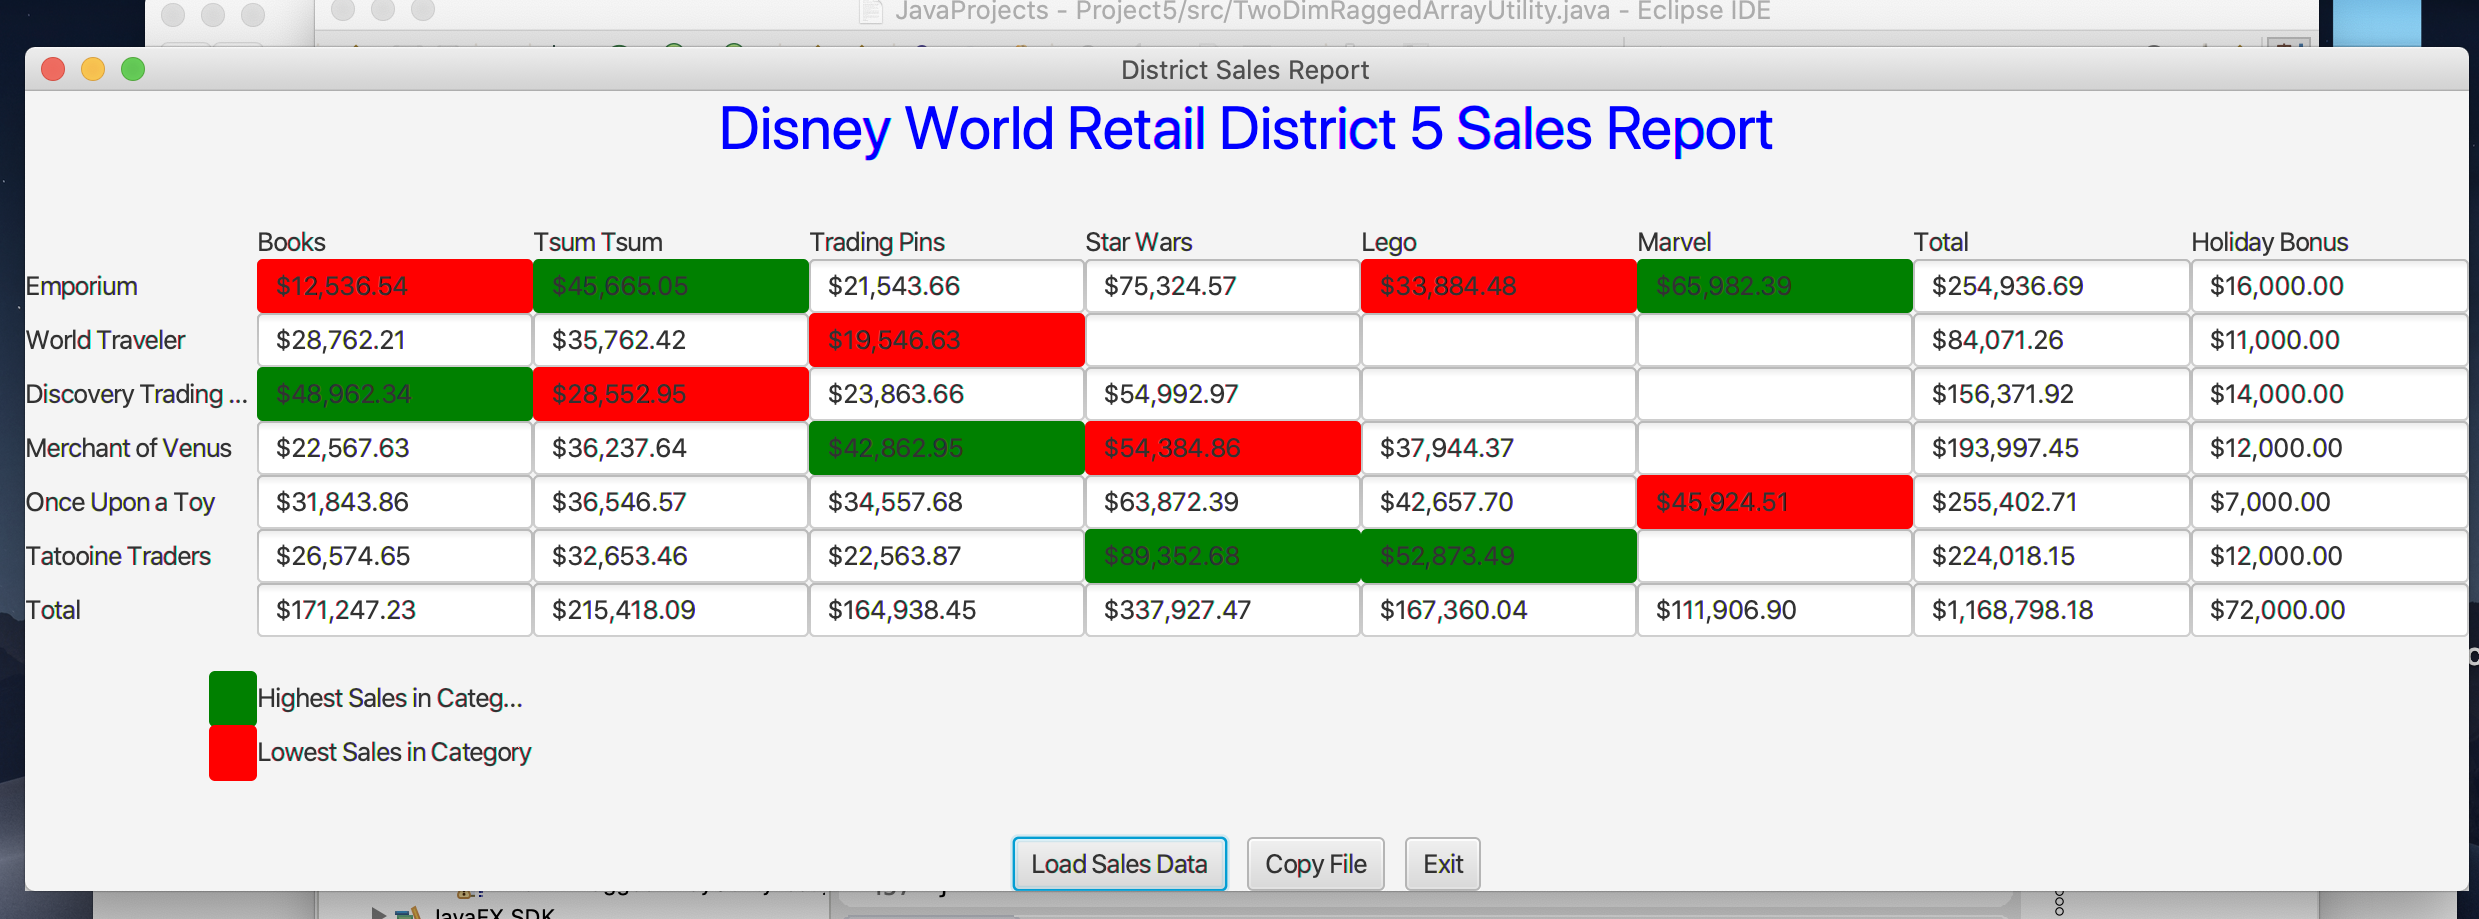 JavaProjects - Project5/src/TwoDimRaggedArrayUtility.java - Eclipse IDE
District Sales Report
Disney World Retail District 5 Sales Report
Books Tsum Tsum Trading Pins Star Wars Lego Marvel Total Holiday Bonus
Emporium $12,536.54 $45,665.05 $21,543.66 $75,324.57 $33,884.48 $65,982.39 $254,936.69 $16,000.00
World Traveler $28,762.21 $35,762.42 $19,546.63 $84,071.26 $11,000.00
Discovery Trading ... $48,962.34 $28,552.95 $23,863.66 $54,992.97 $156,371.92 $14,000.00
Merchant of Venus $22,567.63 $36,237.64 $42,862.95 $54,384.86 $37,944.37 $193,997.45 $12,000.00
Once Upon a Toy $31,843.86 $36,546.57 $34,557.68 $63,872.39 $42,657.70 $45,924.51 $255,402.71 $7,000.00
Tatooine Traders $26,574.65 $32,653.46 $22,563.87 $89,352.68 $52,873.49 $224,018.15 $12,000.00
Total $171,247.23 $215,418.09 $164,938.45 $337,927.47 $167,360.04 $111,906.90 $1,168,798.18 $72,000.00
Highest Sales in Categ...
Lowest Sales in Category
Load Sales Data Copy File Exit
JavaFX SDK